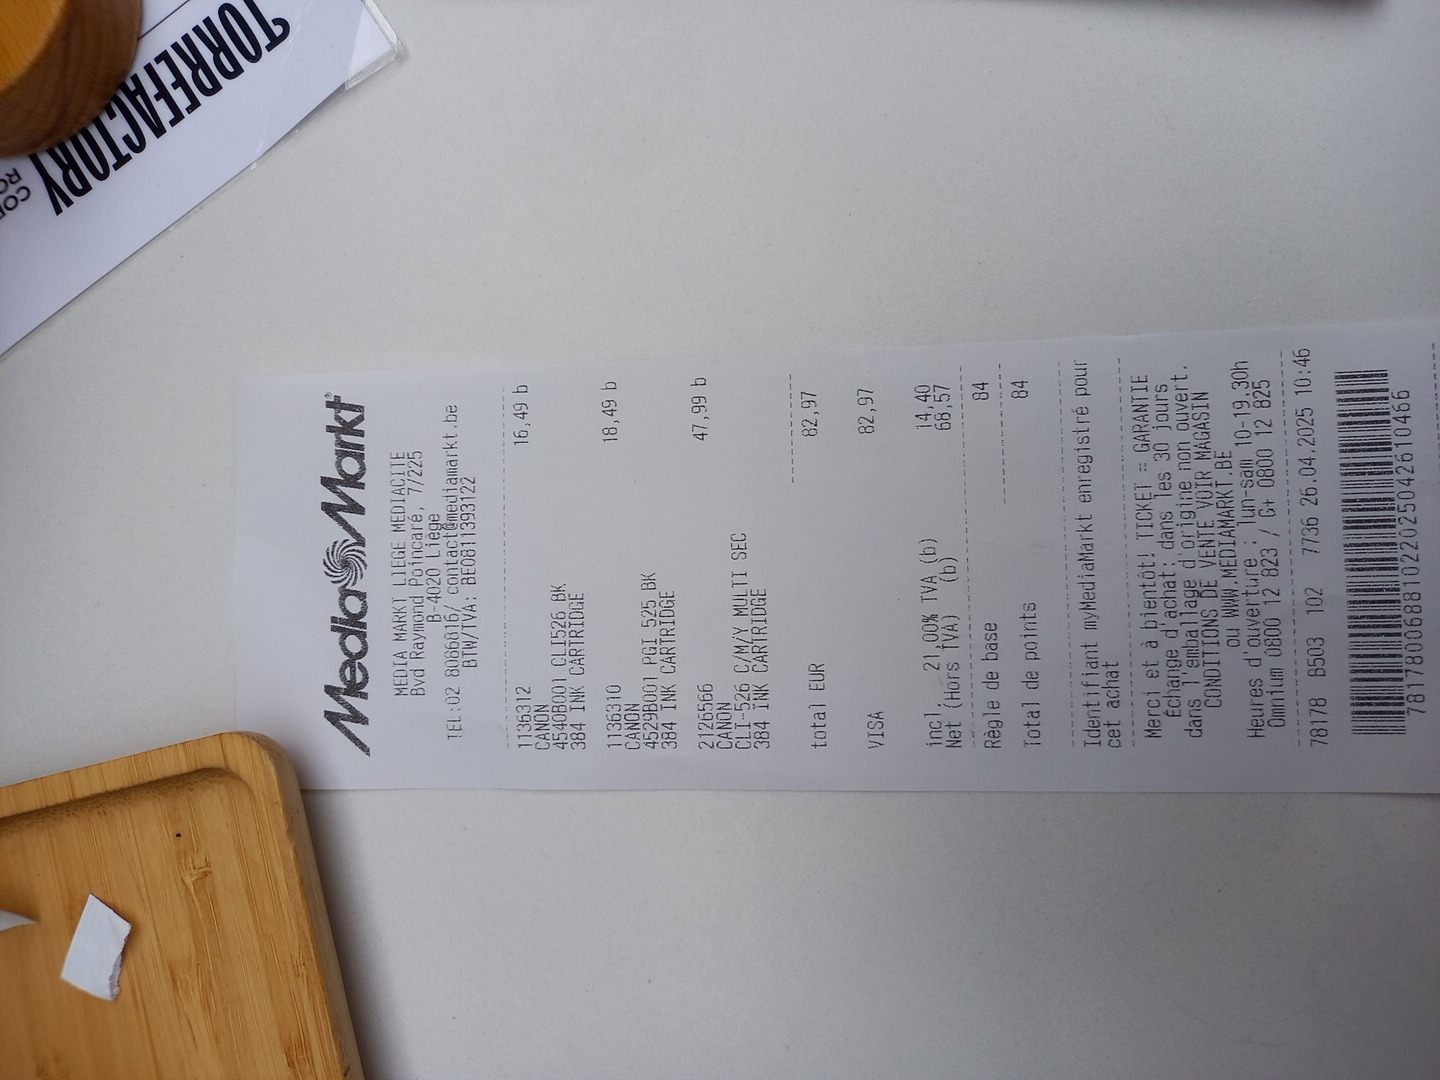 TORREFACTORY
MediaMarkt®
MEDIA MARKT LIEGE MEDIACITE
Bvd Raymond Poincaré, 7/225
B-4020 Liège
TEL:02 8086816/ contact@mediamarkt.be
BTW/TVA: BE0811393122
1136312 16,49 b
CANON
4540B001 CLI526 BK
384 INK CARTRIDGE
1136310 18,49 b
CANON
4529B001 PGI 525 BK
384 INK CARTRIDGE
2126566 47,99 b
CANON
CLI-526 C/M/Y MULTI SEC
384 INK CARTRIDGE
total EUR 82,97
VISA 82,97
incl. 21,00% TVA (b) 14,40
Net (Hors TVA) (b) 68,57
Règle de base 84
Total de points 84
Identifiant myMediaMarkt enregistré pour
cet achat
Merci et à bientôt! TICKET = GARANTIE
Échange d'achat: dans les 30 jours
dans l'emballage d'origine non ouvert.
CONDITIONS DE VENTE VOIR MAGASIN
ou WWW.MEDIAMARKT.BE
Heures d'ouverture : lun-sam 10-19.30h
Omnium 0800 12 823 / G+ 0800 12 825
78178 B503 102 7736 26.04.2025 10:46
78178006881022025042610466